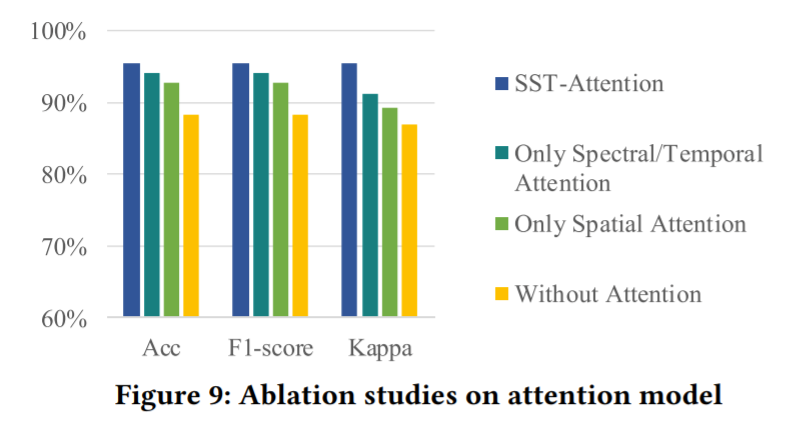 100%
90%
80%
70%
60%
Acc
F1-score
Kappa
SST-Attention
Only Spectral/Temporal
Attention
Only Spatial Attention
Without Attention
Figure 9: Ablation studies on attention model